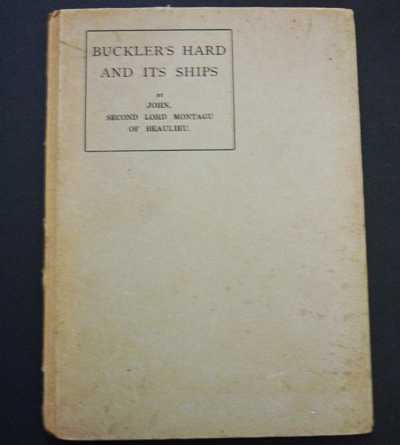 BUCKLER'S HARD
AND ITS SHIPS
BY
JOHN,
SECOND LORD MONTAGU
OF BEAULIEU.